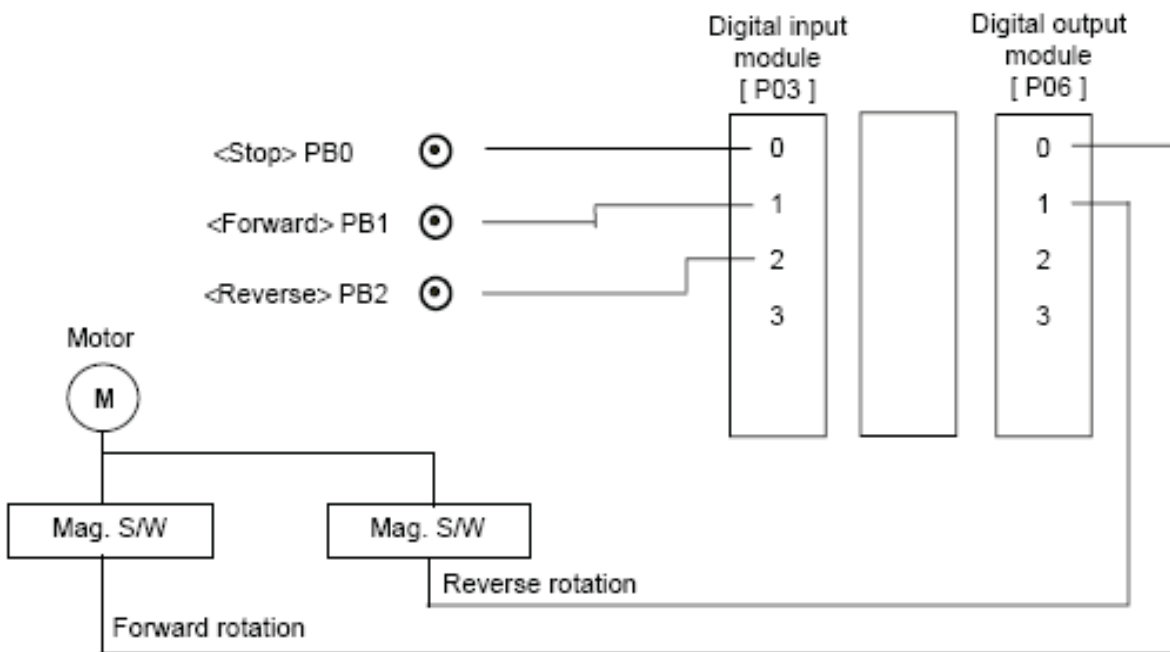 Digital input
module
[ P03 ]
Digital output
module
[ P06 ]
<Stop> PB0
<Forward> PB1
<Reverse> PB2
0
1
2
3
0
1
2
3
Motor
M
Mag. S/W
Mag. S/W
Reverse rotation
Forward rotation